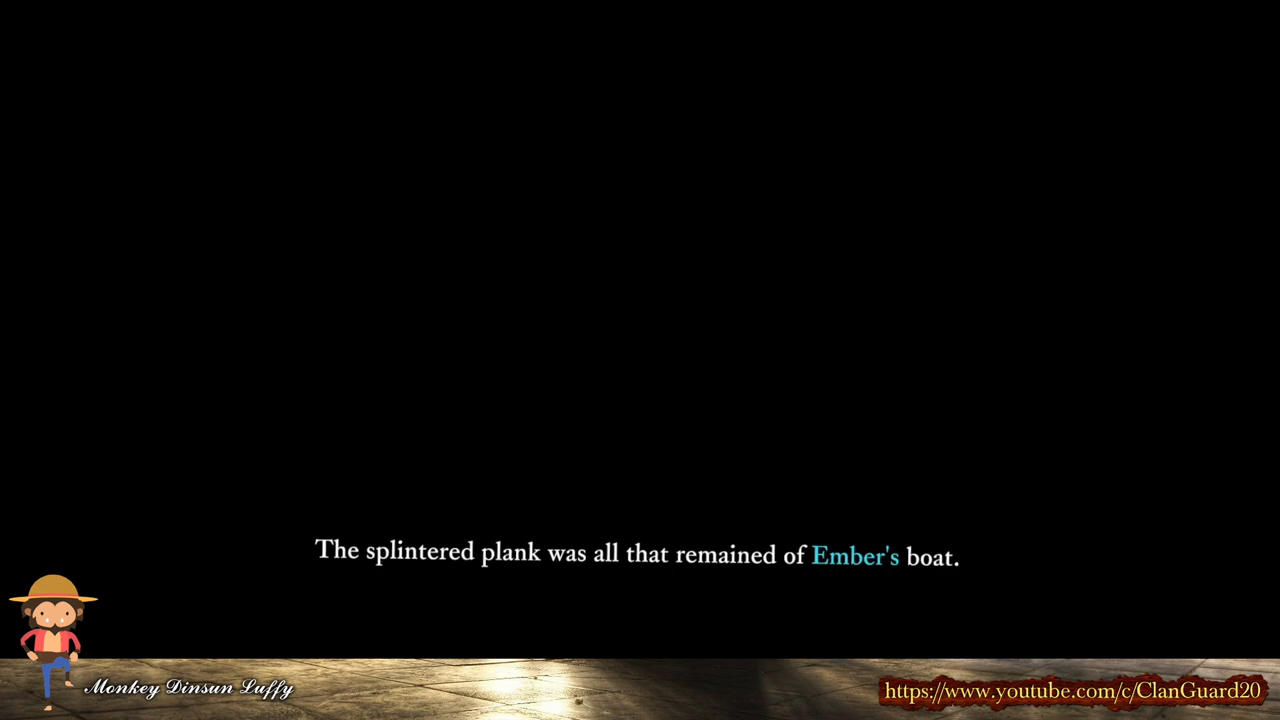 The splintered plank was all that remained of Ember's boat.
Monkey Dinsun Luffy
https://www.youtube.com/c/ClanGuard20